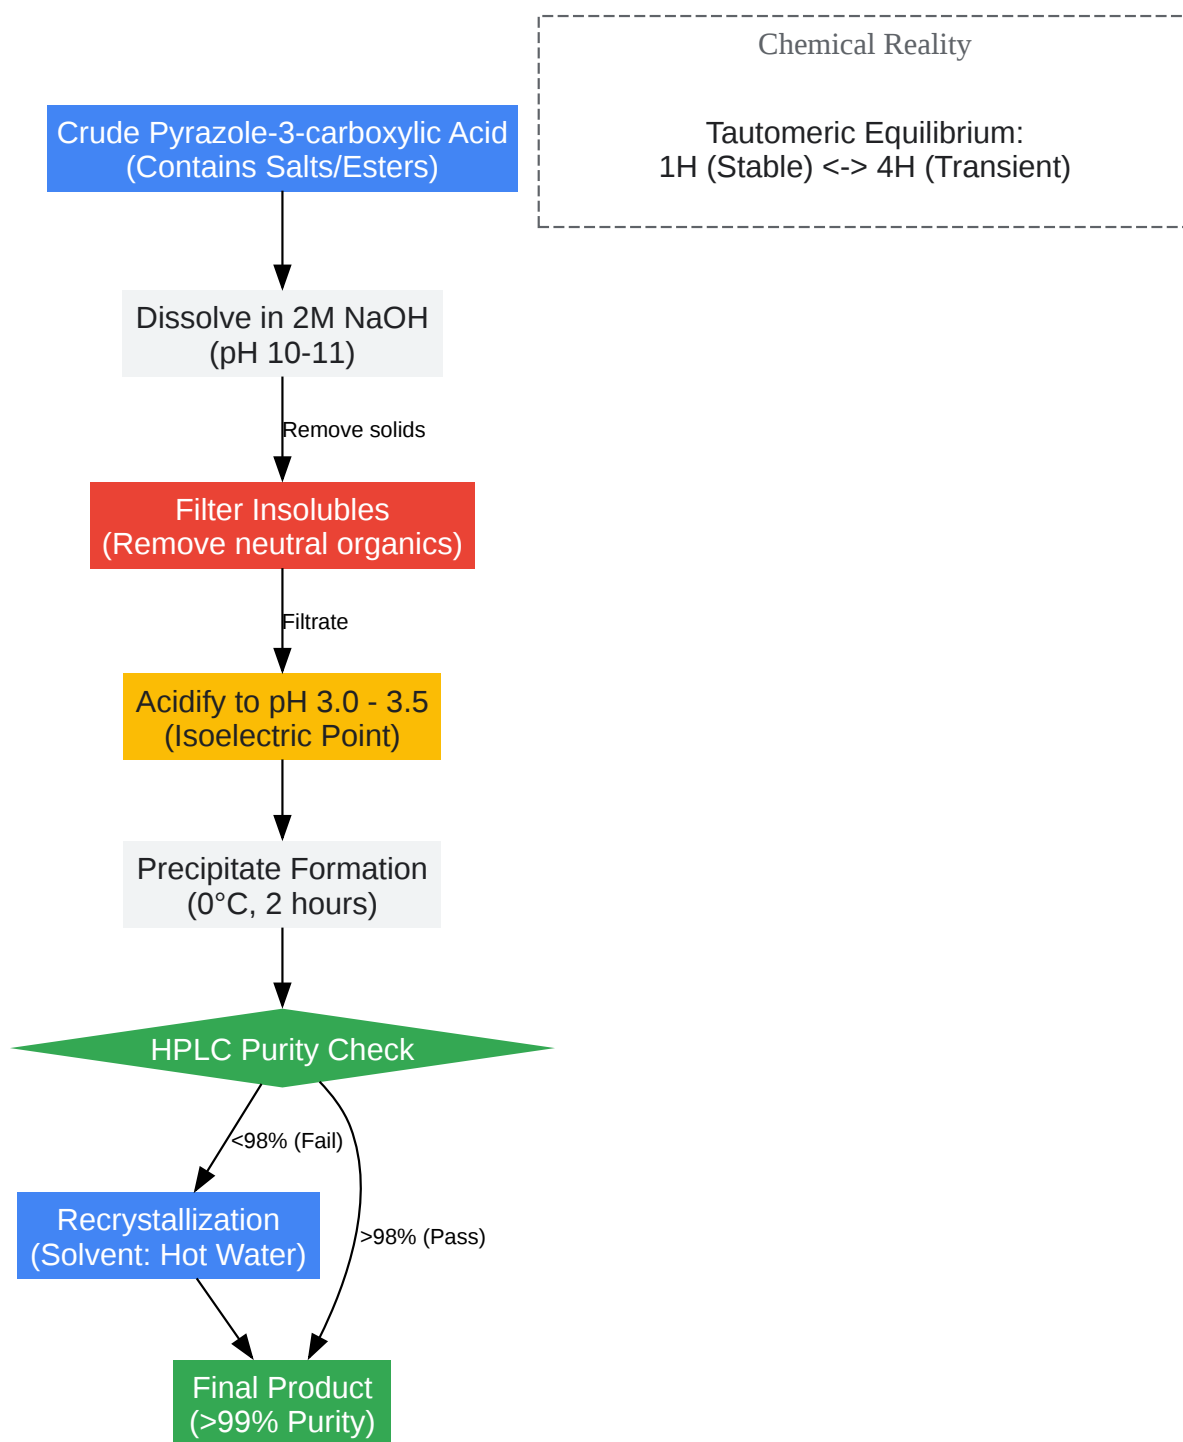 Chemical Reality
Tautomeric Equilibrium:
1H (Stable) <-> 4H (Transient)
Crude Pyrazole-3-carboxylic Acid
(Contains Salts/Esters)
Dissolve in 2M NaOH
(pH 10-11)
Remove solids
Filter Insolubles
(Remove neutral organics)
Filtrate
Acidify to pH 3.0 - 3.5
(Isoelectric Point)
Precipitate Formation
(0°C, 2 hours)
HPLC Purity Check
<98% (Fail)
Recrystallization
(Solvent: Hot Water)
>98% (Pass)
Final Product
(>99% Purity)